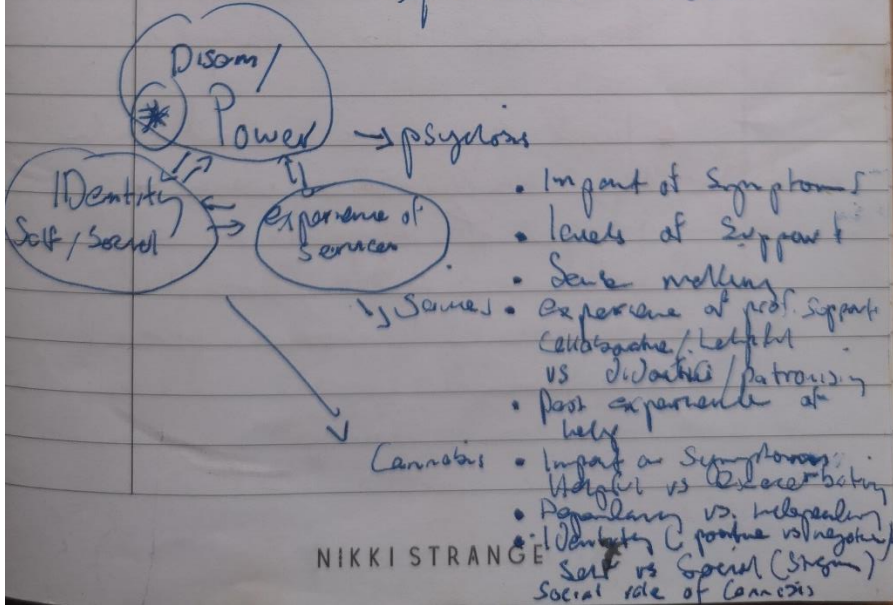 Disem/
* Power → psychosis
IDentity
Self / Social
experience of
services
• Impact of Symptoms
• levels of Support
• Sense making
↳ Services • experience of prof. support
Collaborative / helpful
vs didactic / patronising
• Past experience of
help
Cannabis • Impact on Symptoms
Helpful vs Exacerbating
• Dependency vs. independency
• IDentity (positive vs negative)
Self vs Social (Stigma)
Social role of Cannabis
NIKKI STRANGE